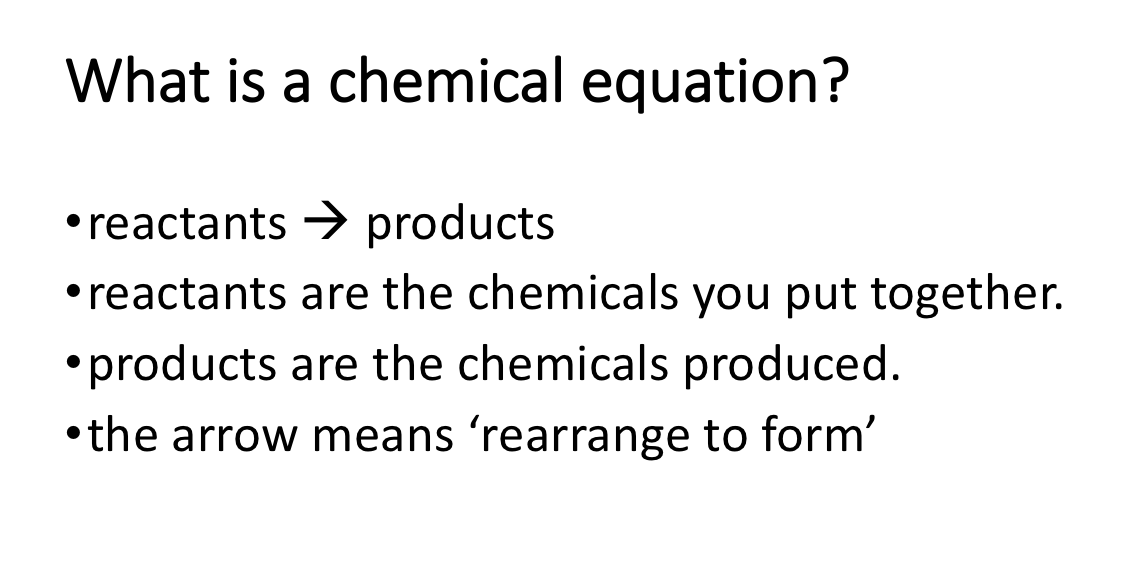 What is a chemical equation?
•reactants → products
•reactants are the chemicals you put together.
•products are the chemicals produced.
•the arrow means ‘rearrange to form’